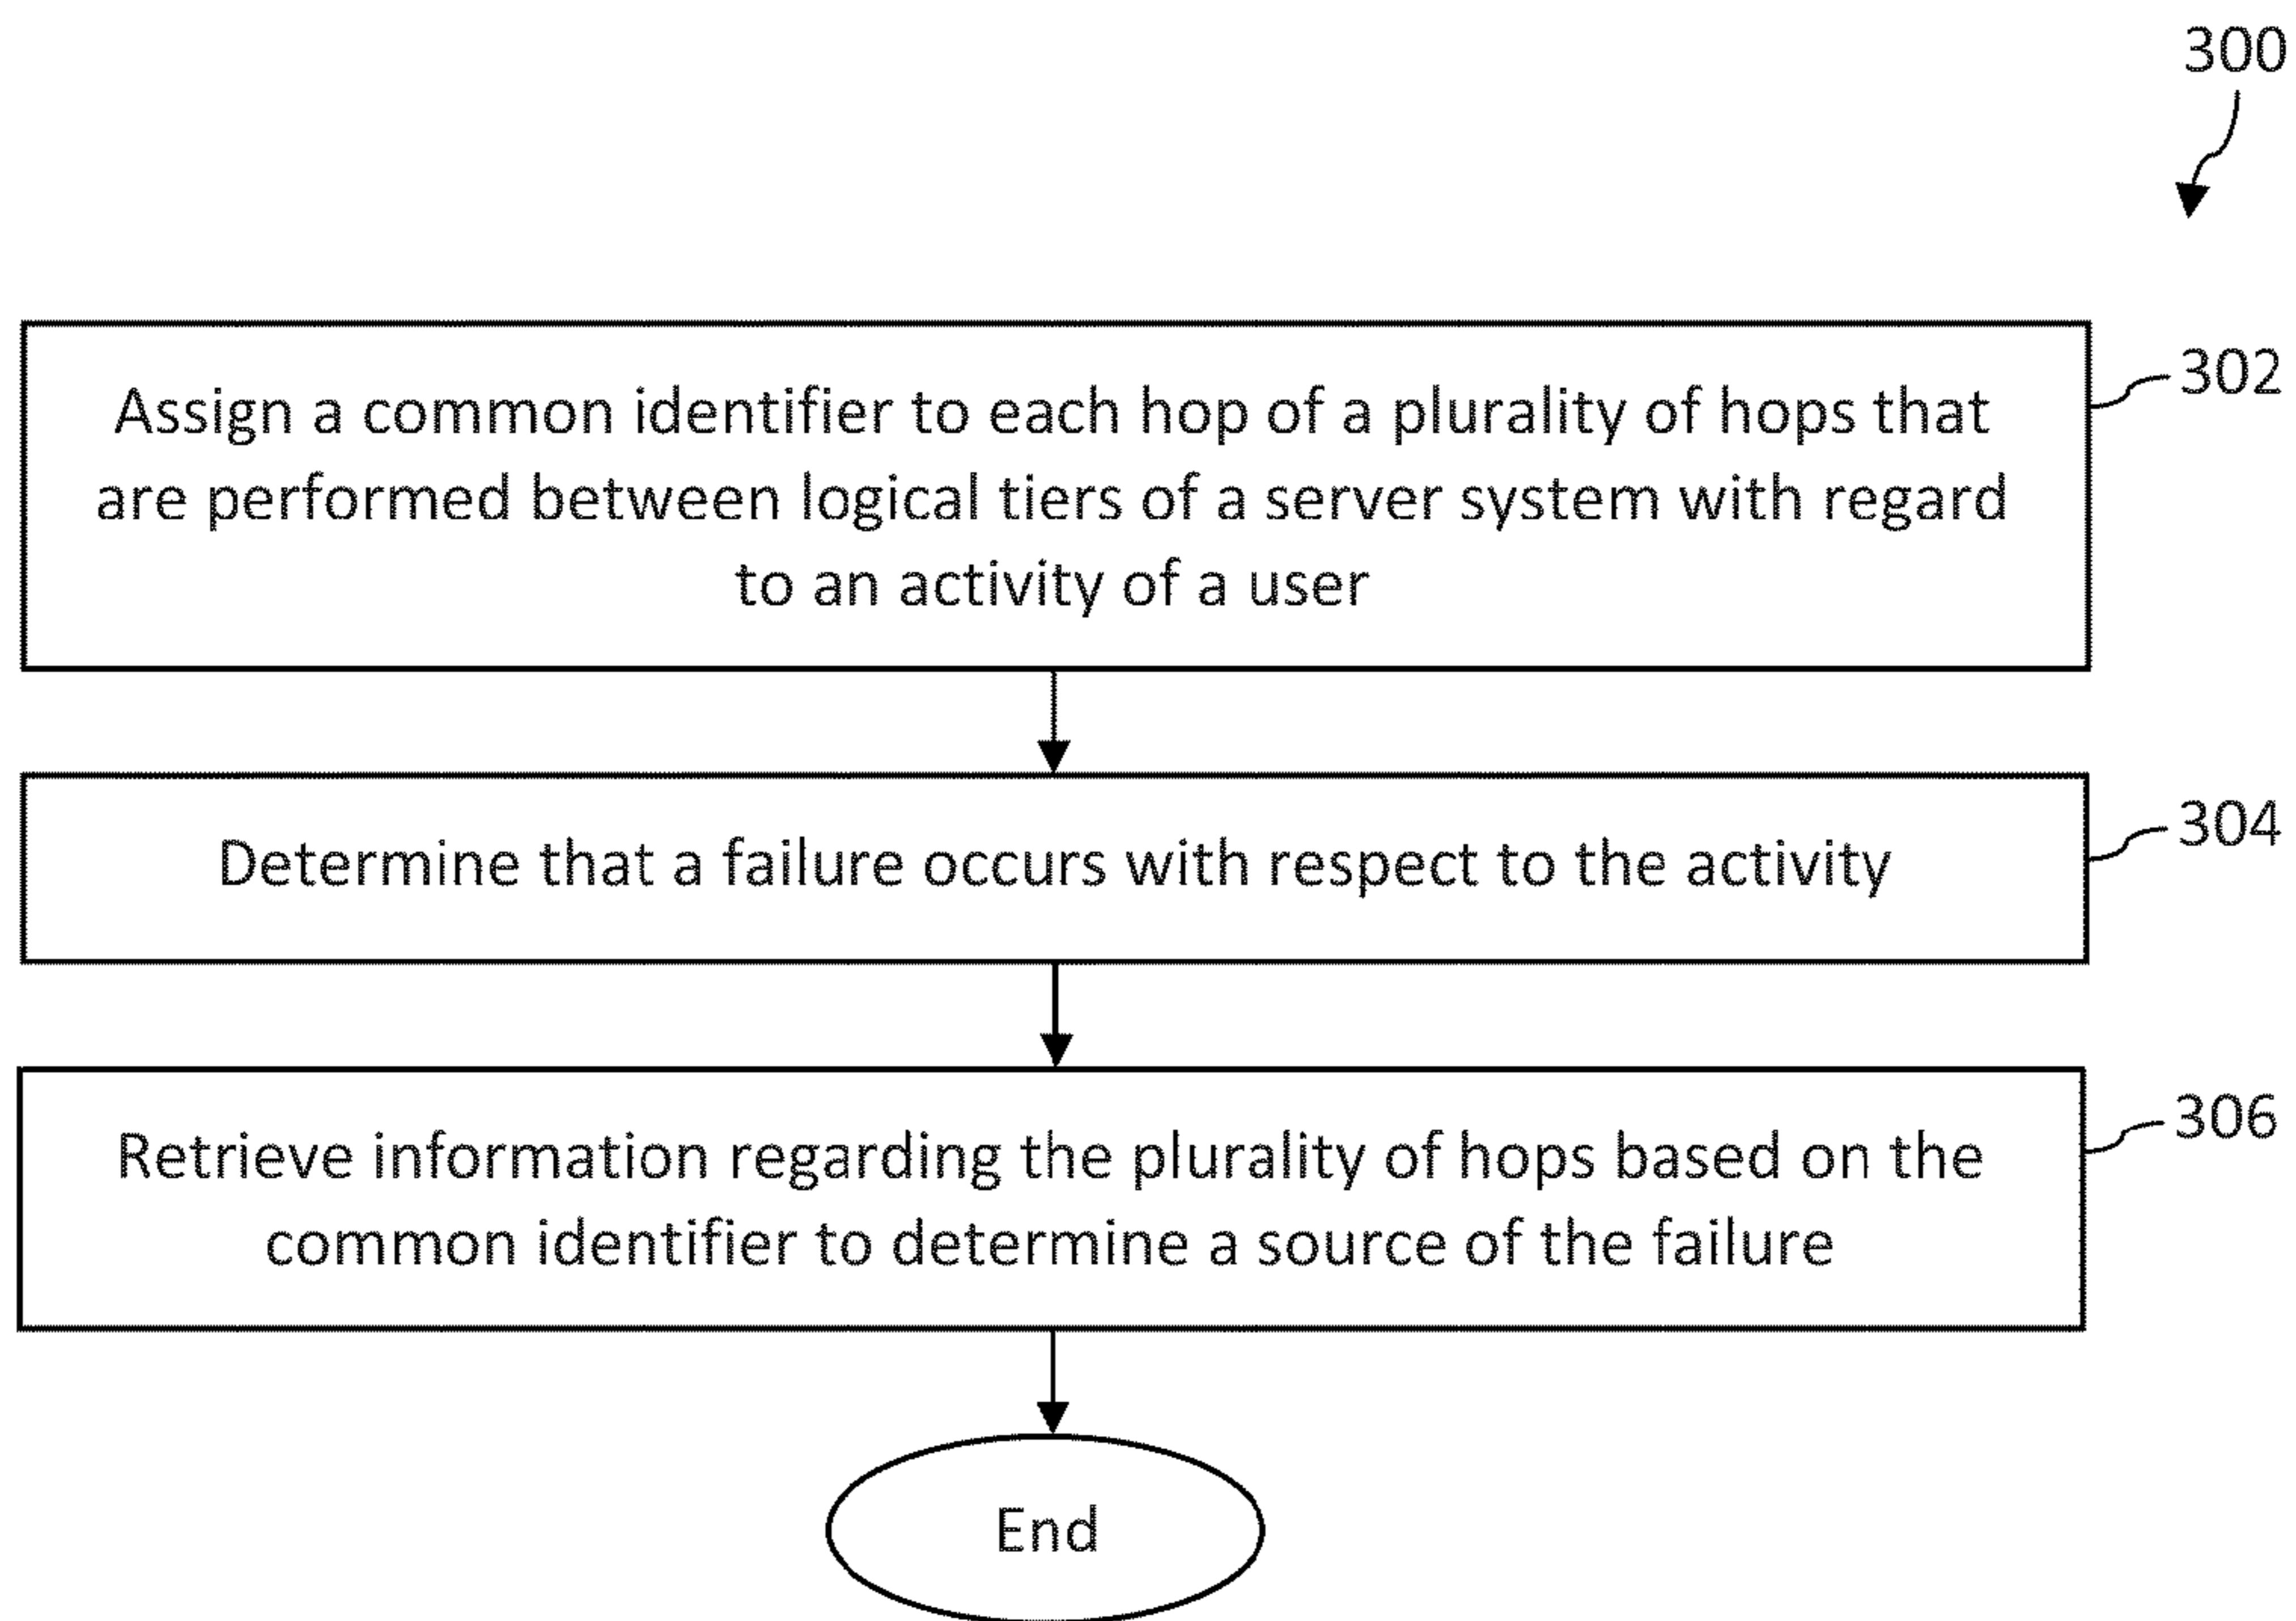 300
Assign a common identifier to each hop of a plurality of hops that
are performed between logical tiers of a server system with regard
to an activity of a user
302
Determine that a failure occurs with respect to the activity
304
Retrieve information regarding the plurality of hops based on the
common identifier to determine a source of the failure
306
End